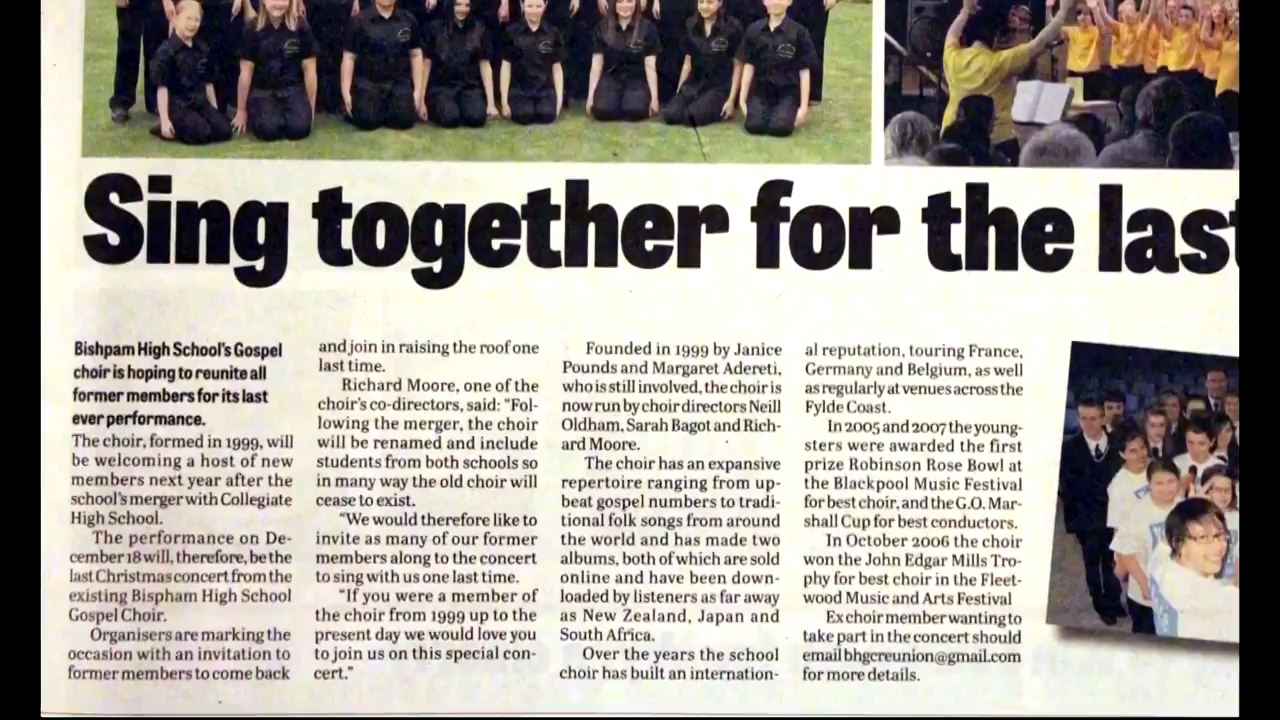 Sing together for the las
Bishpam High School's Gospel
choir is hoping to reunite all
former members for its last
ever performance.
The choir, formed in 1999, will
be welcoming a host of new
members next year after the
school's merger with Collegiate
High School.
The performance on De-
cember 18 will, therefore, be the
last Christmas concert from the
existing Bispham High School
Gospel Choir.
Organisers are marking the
occasion with an invitation to
former members to come back
and join in raising the roof one
last time.
Richard Moore, one of the
choir's co-directors, said: "Fol-
lowing the merger, the choir
will be renamed and include
students from both schools so
in many way the old choir will
cease to exist.
"We would therefore like to
invite as many of our former
members along to the concert
to sing with us one last time.
"If you were a member of
the choir from 1999 up to the
present day we would love you
to join us on this special con-
cert."
Founded in 1999 by Janice
Pounds and Margaret Adereti,
who is still involved, the choir is
now run by choir directors Neill
Oldham, Sarah Bagot and Rich-
ard Moore.
The choir has an expansive
repertoire ranging from up-
beat gospel numbers to tradi-
tional folk songs from around
the world and has made two
albums, both of which are sold
online and have been down-
loaded by listeners as far away
as New Zealand, Japan and
South Africa.
Over the years the school
choir has built an internation-
al reputation, touring France,
Germany and Belgium, as well
as regularly at venues across the
Fylde Coast.
In 2005 and 2007 the young-
sters were awarded the first
prize Robinson Rose Bowl at
the Blackpool Music Festival
for best choir, and the G.O. Mar-
shall Cup for best conductors.
In October 2006 the choir
won the John Edgar Mills Tro-
phy for best choir in the Fleet-
wood Music and Arts Festival
Ex choir member wanting to
take part in the concert should
email bhgcreunion@gmail.com
for more details.